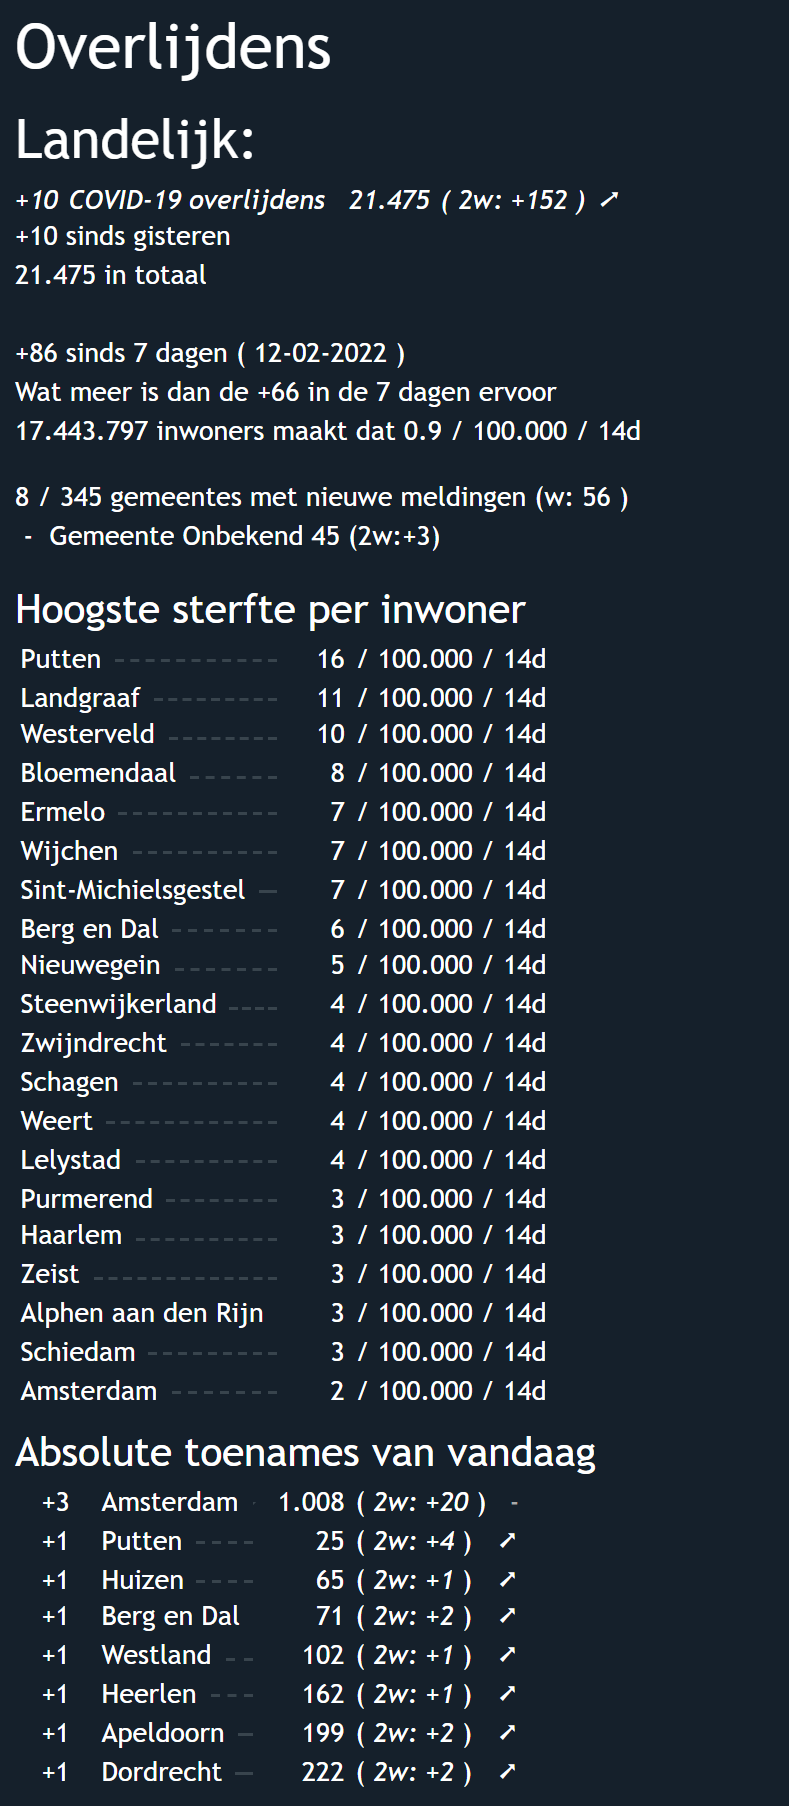 Overlijdens
Landelijk:
+10 COVID-19 overlijdens 21.475 ( 2w: +152 ) ➚
+10 sinds gisteren
21.475 in totaal
+86 sinds 7 dagen ( 12-02-2022 )
Wat meer is dan de +66 in de 7 dagen ervoor
17.443.797 inwoners maakt dat 0.9 / 100.000 / 14d
8 / 345 gemeentes met nieuwe meldingen (w: 56 )
- Gemeente Onbekend 45 (2w:+3)
Hoogste sterfte per inwoner
Putten ----------- 16 / 100.000 / 14d
Landgraaf --------- 11 / 100.000 / 14d
Westerveld -------- 10 / 100.000 / 14d
Bloemendaal ------ 8 / 100.000 / 14d
Ermelo ----------- 7 / 100.000 / 14d
Wijchen ---------- 7 / 100.000 / 14d
Sint-Michielsgestel — 7 / 100.000 / 14d
Berg en Dal ------- 6 / 100.000 / 14d
Nieuwegein ------- 5 / 100.000 / 14d
Steenwijkerland ---- 4 / 100.000 / 14d
Zwijndrecht ------- 4 / 100.000 / 14d
Schagen ---------- 4 / 100.000 / 14d
Weert ------------ 4 / 100.000 / 14d
Lelystad ---------- 4 / 100.000 / 14d
Purmerend -------- 3 / 100.000 / 14d
Haarlem ---------- 3 / 100.000 / 14d
Zeist ------------- 3 / 100.000 / 14d
Alphen aan den Rijn 3 / 100.000 / 14d
Schiedam --------- 3 / 100.000 / 14d
Amsterdam ------- 2 / 100.000 / 14d
Absolute toenames van vandaag
+3 Amsterdam - 1.008 ( 2w: +20 ) -
+1 Putten ---- 25 ( 2w: +4 ) ➚
+1 Huizen ---- 65 ( 2w: +1 ) ➚
+1 Berg en Dal 71 ( 2w: +2 ) ➚
+1 Westland -- 102 ( 2w: +1 ) ➚
+1 Heerlen --- 162 ( 2w: +1 ) ➚
+1 Apeldoorn — 199 ( 2w: +2 ) ➚
+1 Dordrecht — 222 ( 2w: +2 ) ➚